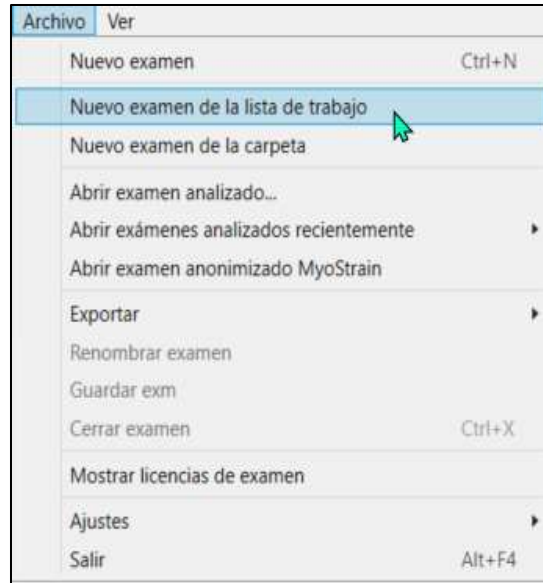 Archivo Ver
Nuevo examen Ctrl+N
Nuevo examen de la lista de trabajo
Nuevo examen de la carpeta
Abrir examen analizado...
Abrir exámenes analizados recientemente
Abrir examen anonimizado MyoStrain
Exportar
Renombrar examen
Guardar exm
Cerrar examen Ctrl+X
Mostrar licencias de examen
Ajustes
Salir Alt+F4